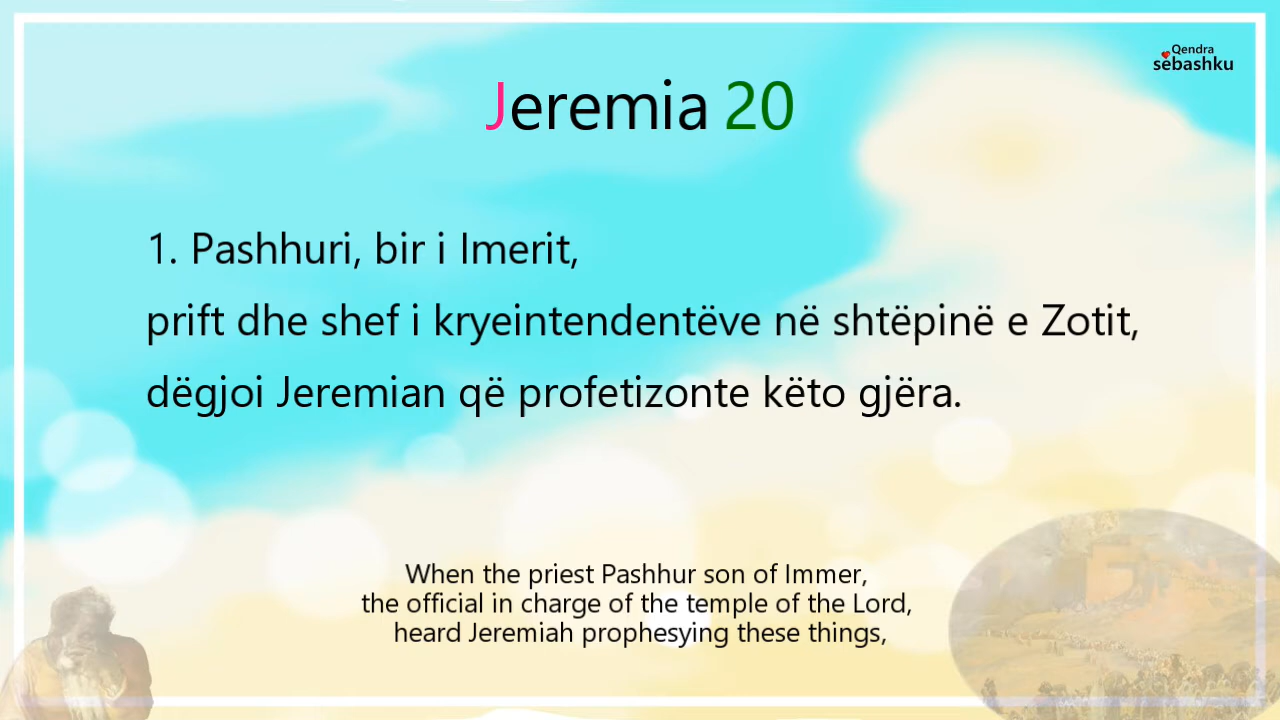 Qendra
sëbashku
Jeremia 20
1. Pashhuri, bir i Imerit,
prift dhe shef i kryeintendentëve në shtëpinë e Zotit,
dëgjoi Jeremian që profetizonte këto gjëra.
When the priest Pashhur son of Immer,
the official in charge of the temple of the Lord,
heard Jeremiah prophesying these things,